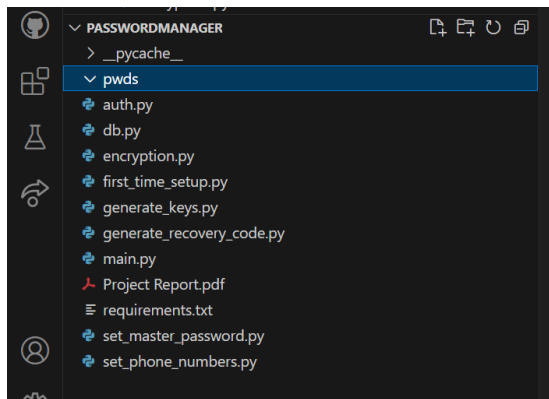 PASSWORDMANAGER
__pycache__
pwds
auth.py
db.py
encryption.py
first_time_setup.py
generate_keys.py
generate_recovery_code.py
main.py
Project Report.pdf
requirements.txt
set_master_password.py
set_phone_numbers.py